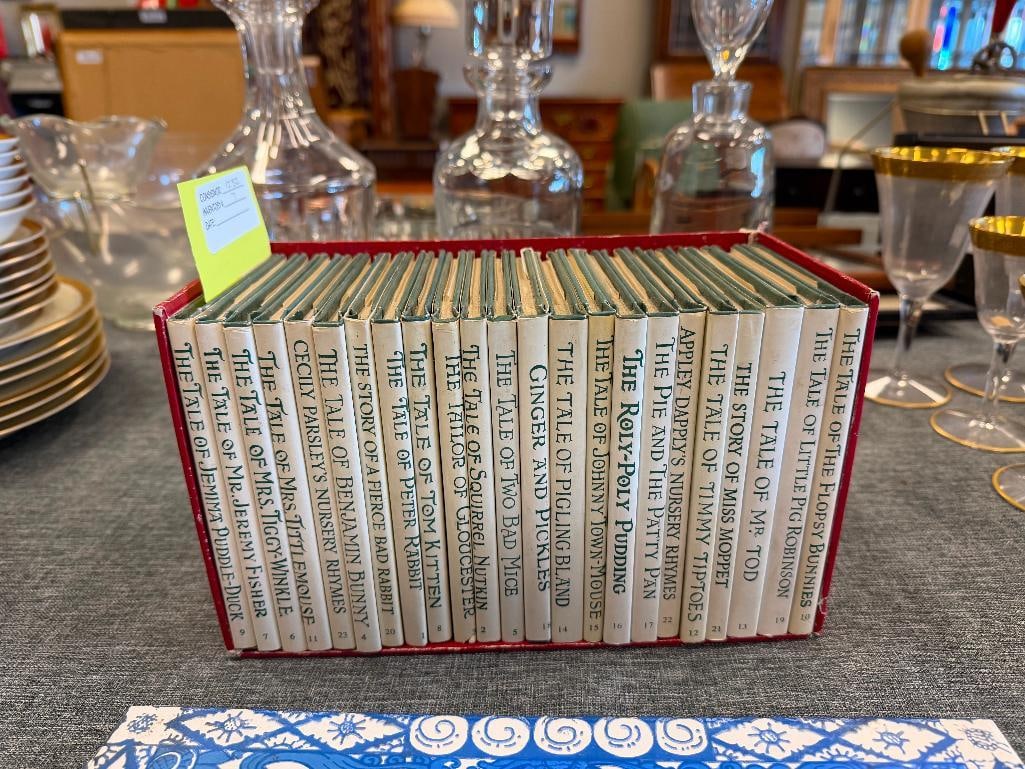 CONSIGNOR
INVENTORY
DATE
THE TALE OF JEMIMA PUDDLE-DUCK 9
THE TALE OF MR. JEREMY FISHER 7
THE TALE OF MRS. TIGGY-WINKLE 6
THE TALE OF MRS. TITTLEMOUSE 11
CECILY PARSLEY'S NURSERY RHYMES 23
THE TALE OF BENJAMIN BUNNY 4
THE STORY OF A FIERCE BAD RABBIT 20
THE TALE OF PETER RABBIT 1
THE TALE OF TOM KITTEN 8
THE TAILOR OF GLOUCESTER
THE TALE OF SQUIRREL NUTKIN 2
THE TALE OF TWO BAD MICE 5
GINGER AND PICKLES
THE TALE OF PIGLING BLAND 14
THE TALE OF JOHNNY TOWN-MOUSE 15
THE ROLY-POLY PUDDING 16
THE PIE AND THE PATTY PAN 17
APPLEY DAPPLY'S NURSERY RHYMES 22
THE TALE OF TIMMY TIPTOES 12
THE STORY OF MISS MOPPET 21
THE TALE OF MR. TOD 13
THE TALE OF LITTLE PIG ROBINSON 19
THE TALE OF THE FLOPSY BUNNIES 10